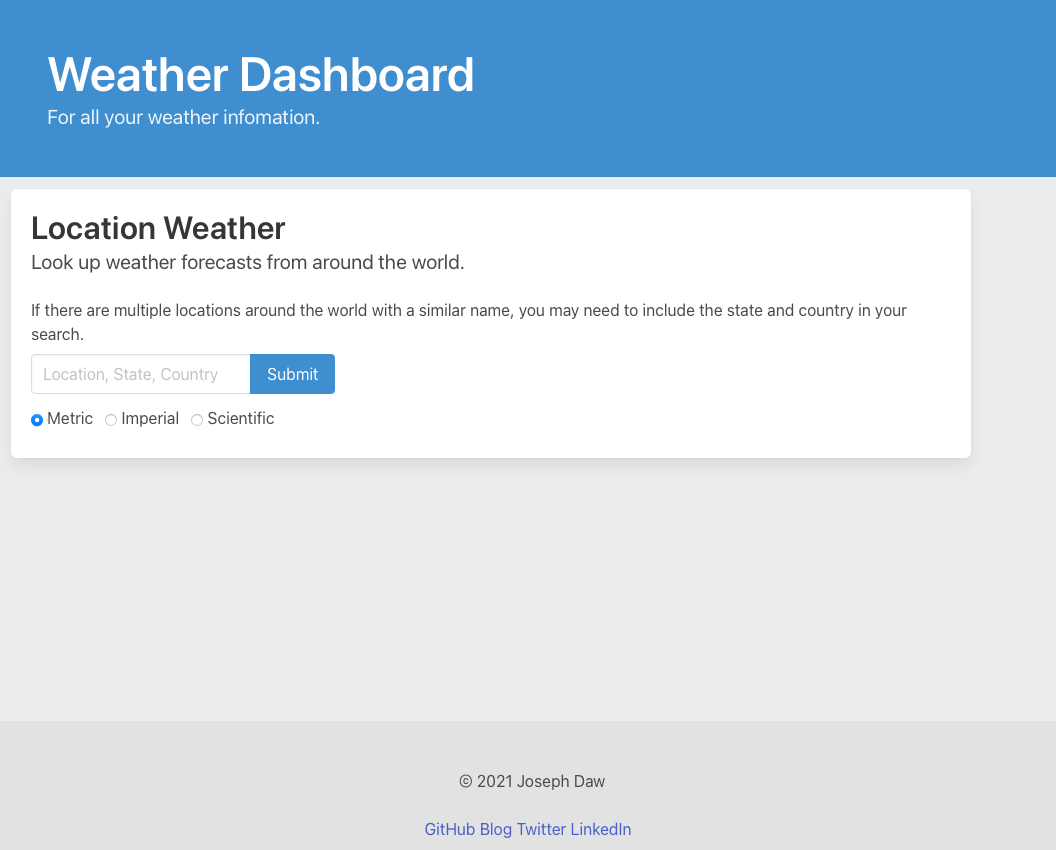 Weather Dashboard
For all your weather infomation.
Location Weather
Look up weather forecasts from around the world.
If there are multiple locations around the world with a similar name, you may need to include the state and country in your
search.
Location, State, Country Submit
Metric Imperial Scientific
© 2021 Joseph Daw
GitHub Blog Twitter LinkedIn